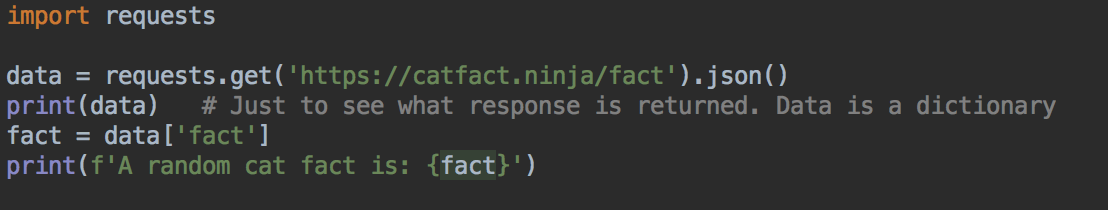 import requests
data = requests.get('https://catfact.ninja/fact').json()
print(data)   # Just to see what response is returned. Data is a dictionary
fact = data['fact']
print(f'A random cat fact is: {fact}')